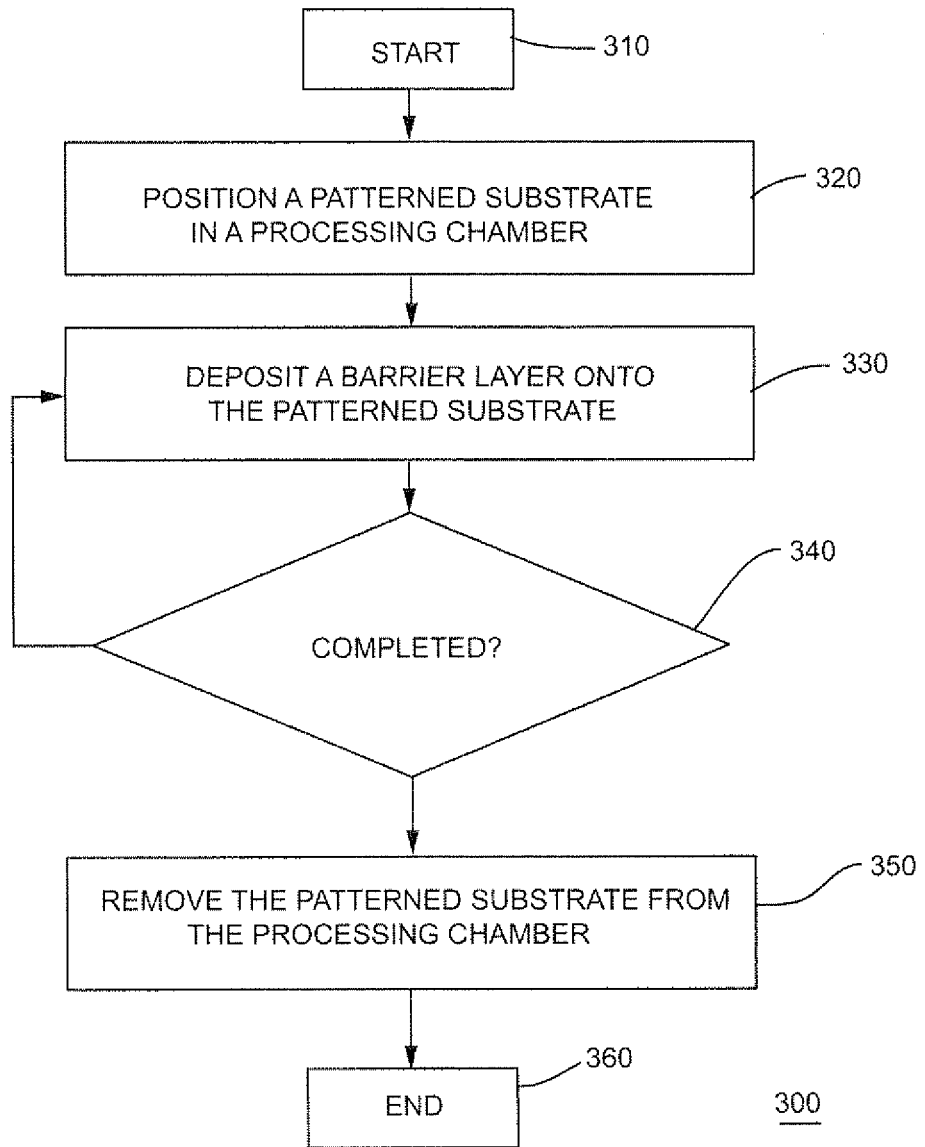 START
310
POSITION A PATTERNED SUBSTRATE
IN A PROCESSING CHAMBER
320
DEPOSIT A BARRIER LAYER ONTO
THE PATTERNED SUBSTRATE
330
COMPLETED?
340
REMOVE THE PATTERNED SUBSTRATE FROM
THE PROCESSING CHAMBER
350
END
360
300